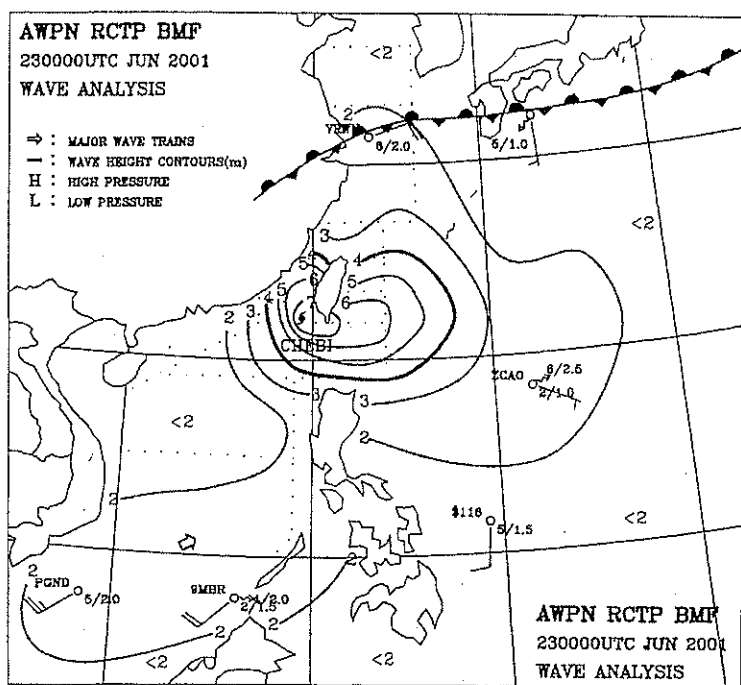 AWPN RCTP BMF
230000UTC JUN 2001
WAVE ANALYSIS
⇒ : MAJOR WAVE TRAINS
— : WAVE HEIGHT CONTOURS(m)
H : HIGH PRESSURE
L : LOW PRESSURE
<2
2
6/2.0
5/1.0
<2
3
4
5
5
6
6
5
4
3
2
7
6
CHEBI
ZCAO
6/2.5
2/1.0
3
3
2
<2
2
$116
5/1.5
<2
2
2
PGND
5/2.0
9MBR
2/1.5
4/2.0
2
2
<2
<2
AWPN RCTP BMF
230000UTC JUN 2001
WAVE ANALYSIS